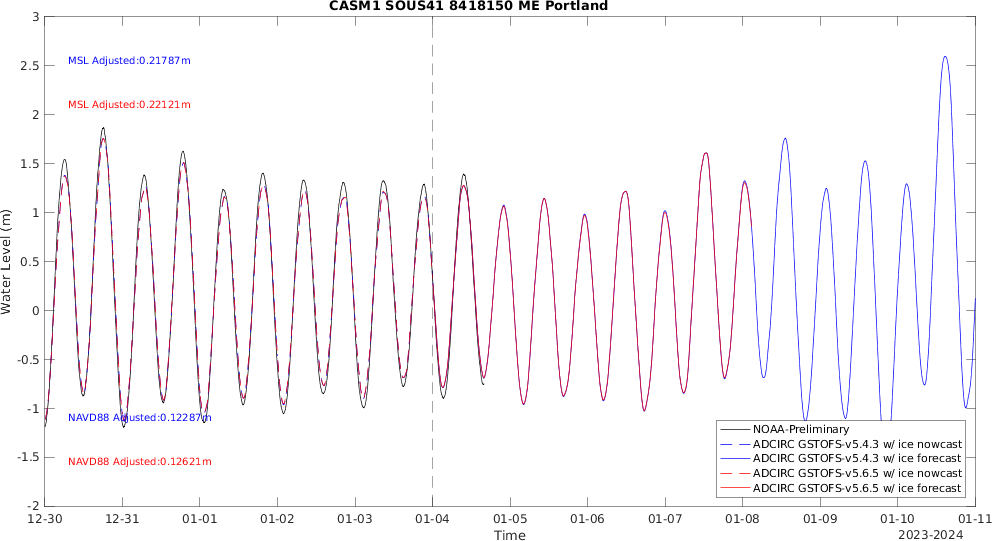 CASM1 SOUS41 8418150 ME Portland
3
2.5
2
1.5
1
0.5
0
-0.5
-1
-1.5
-2
Water Level (m)
MSL Adjusted:0.21787m
MSL Adjusted:0.22121m
NAVD88 Adjusted:0.12287m
NAVD88 Adjusted:0.12621m
NOAA-Preliminary
ADCIRC GSTOFS-v5.4.3 w/ ice nowcast
ADCIRC GSTOFS-v5.4.3 w/ ice forecast
ADCIRC GSTOFS-v5.6.5 w/ ice nowcast
ADCIRC GSTOFS-v5.6.5 w/ ice forecast
12-30 12-31 01-01 01-02 01-03 01-04 01-05 01-06 01-07 01-08 01-09 01-10 01-11
Time
2023-2024